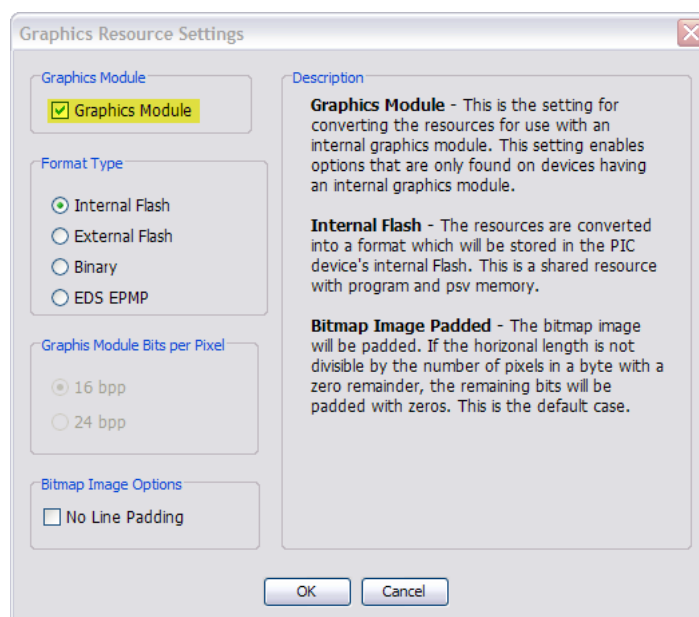 Graphics Resource Settings
Graphics Module
Graphics Module
Format Type
Internal Flash
External Flash
Binary
EDS EPMP
Graphis Module Bits per Pixel
16 bpp
24 bpp
Bitmap Image Options
No Line Padding
Description
Graphics Module - This is the setting for
converting the resources for use with an
internal graphics module. This setting enables
options that are only found on devices having
an internal graphics module.
Internal Flash - The resources are converted
into a format which will be stored in the PIC
device's internal Flash. This is a shared resource
with program and psv memory.
Bitmap Image Padded - The bitmap image
will be padded. If the horizonal length is not
divisible by the number of pixels in a byte with a
zero remainder, the remaining bits will be
padded with zeros. This is the default case.
OK
Cancel